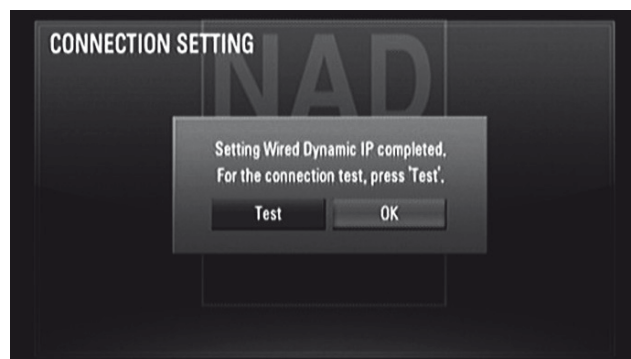 CONNECTION SETTING
NAD
Setting Wired Dynamic IP completed.
For the connection test, press 'Test'.
Test
OK